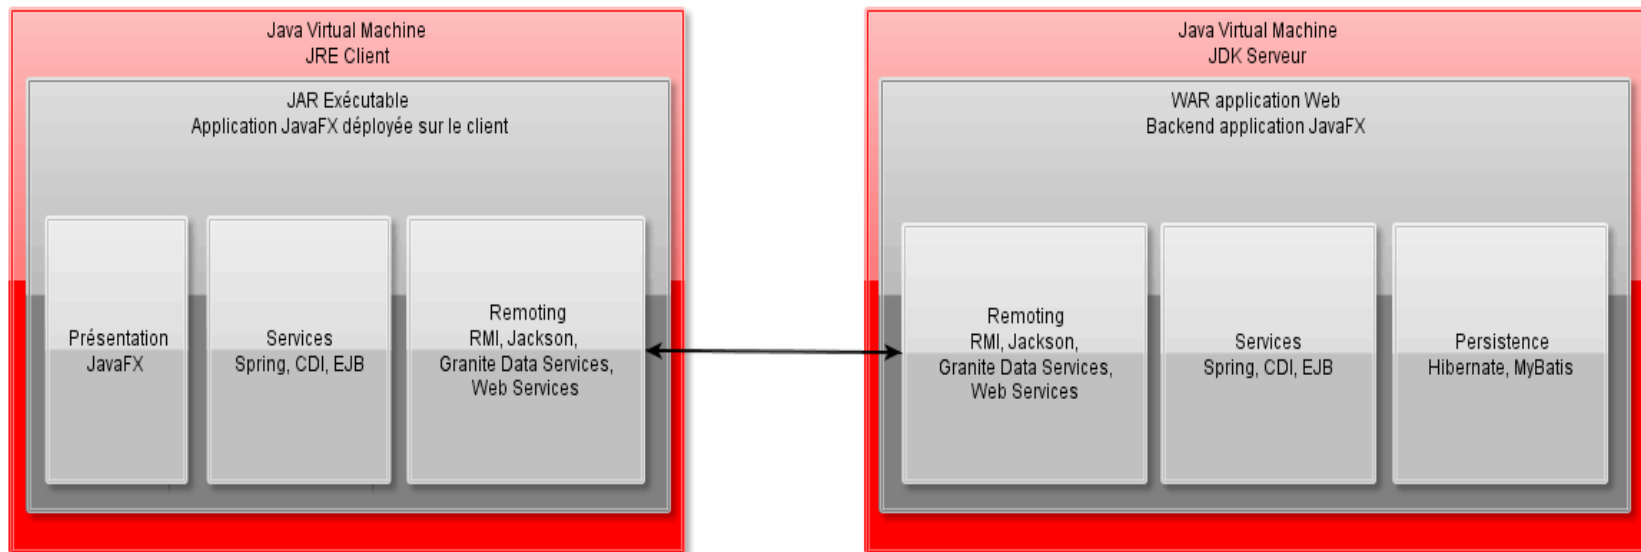 Java Virtual Machine
JRE Client
JAR Exécutable
Application JavaFX déployée sur le client
Présentation
JavaFX
Services
Spring, CDI, EJB
Remoting
RMI, Jackson,
Granite Data Services,
Web Services
Java Virtual Machine
JDK Serveur
WAR application Web
Backend application JavaFX
Remoting
RMI, Jackson,
Granite Data Services,
Web Services
Services
Spring, CDI, EJB
Persistence
Hibernate, MyBatis